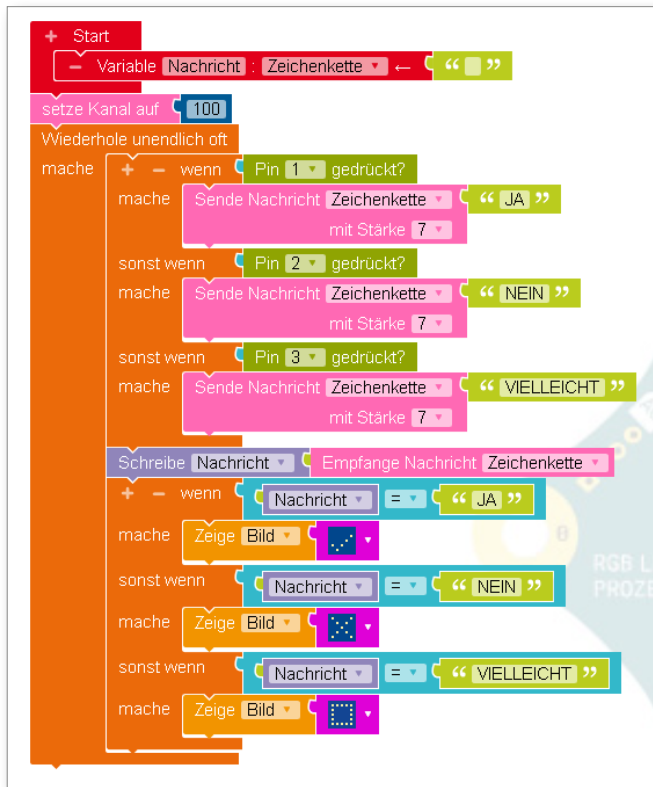 + Start
− Variable Nachricht : Zeichenkette ▾ ← “ ”
setze Kanal auf 100
Wiederhole unendlich oft
mache + − wenn Pin 1 ▾ gedrückt?
mache Sende Nachricht Zeichenkette ▾ “ JA ”
mit Stärke 7 ▾
sonst wenn Pin 2 ▾ gedrückt?
mache Sende Nachricht Zeichenkette ▾ “ NEIN ”
mit Stärke 7 ▾
sonst wenn Pin 3 ▾ gedrückt?
mache Sende Nachricht Zeichenkette ▾ “ VIELLEICHT ”
mit Stärke 7 ▾
Schreibe Nachricht ▾ Empfange Nachricht Zeichenkette ▾
+ − wenn Nachricht ▾ = ▾ “ JA ”
mache Zeige Bild ▾
sonst wenn Nachricht ▾ = ▾ “ NEIN ”
mache Zeige Bild ▾
sonst wenn Nachricht ▾ = ▾ “ VIELLEICHT ”
mache Zeige Bild ▾
RGB L
PROZE